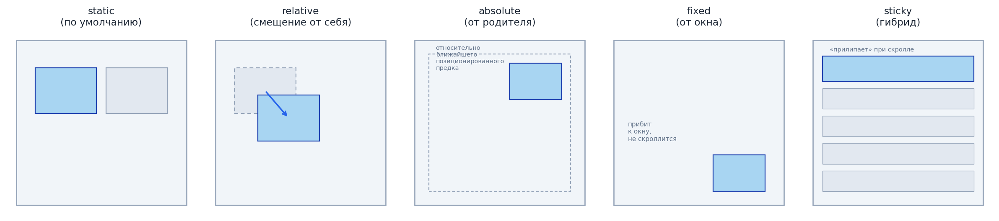 static
(по умолчанию)
relative
(смещение от себя)
absolute
(от родителя)
fixed
(от окна)
sticky
(гибрид)
относительно
ближайшего
позиционированного
предка
прибит
к окну,
не скроллится
«прилипает» при скролле